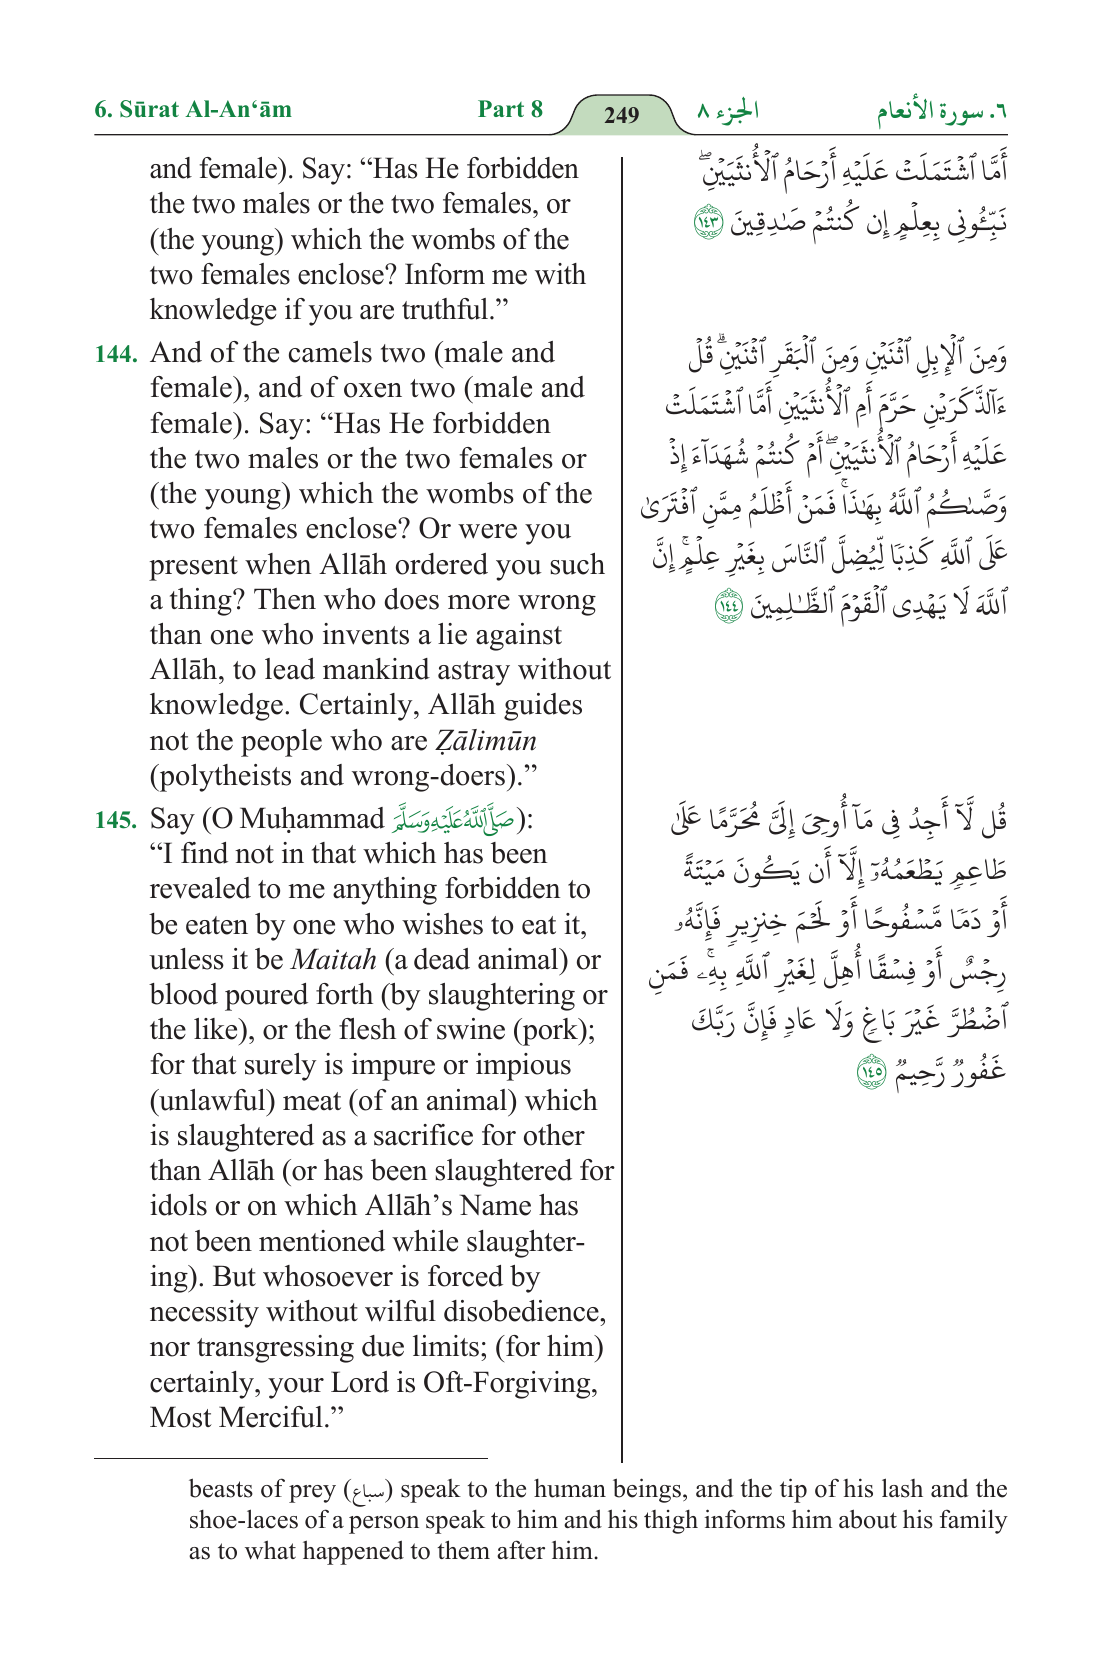 6. Sūrat Al-An‘ām Part 8 249 الجزء ٨ ٦. سورة الأنعام
and female). Say: “Has He forbidden
the two males or the two females, or
(the young) which the wombs of the
two females enclose? Inform me with
knowledge if you are truthful.”
144. And of the camels two (male and
female), and of oxen two (male and
female). Say: “Has He forbidden
the two males or the two females or
(the young) which the wombs of the
two females enclose? Or were you
present when Allāh ordered you such
a thing? Then who does more wrong
than one who invents a lie against
Allāh, to lead mankind astray without
knowledge. Certainly, Allāh guides
not the people who are Ẓālimūn
(polytheists and wrong-doers).”
145. Say (O Muḥammad صَلَّى ٱللَّهُ عَلَيْهِ وَسَلَّمَ):
“I find not in that which has been
revealed to me anything forbidden to
be eaten by one who wishes to eat it,
unless it be Maitah (a dead animal) or
blood poured forth (by slaughtering or
the like), or the flesh of swine (pork);
for that surely is impure or impious
(unlawful) meat (of an animal) which
is slaughtered as a sacrifice for other
than Allāh (or has been slaughtered for
idols or on which Allāh’s Name has
not been mentioned while slaughter-
ing). But whosoever is forced by
necessity without wilful disobedience,
nor transgressing due limits; (for him)
certainly, your Lord is Oft-Forgiving,
Most Merciful.”
أَمَّا ٱشْتَمَلَتْ عَلَيْهِ أَرْحَامُ ٱلْأُنثَيَيْنِۖ
نَبِّـُٔونِى بِعِلْمٍ إِن كُنتُمْ صَـٰدِقِينَ ١٤٣
وَمِنَ ٱلْإِبِلِ ٱثْنَيْنِ وَمِنَ ٱلْبَقَرِ ٱثْنَيْنِۗ قُلْ
ءَآلذَّكَرَيْنِ حَرَّمَ أَمِ ٱلْأُنثَيَيْنِ أَمَّا ٱشْتَمَلَتْ
عَلَيْهِ أَرْحَامُ ٱلْأُنثَيَيْنِۖ أَمْ كُنتُمْ شُهَدَآءَ إِذْ
وَصَّىٰكُمُ ٱللَّهُ بِهَـٰذَاۚ فَمَنْ أَظْلَمُ مِمَّنِ ٱفْتَرَىٰ
عَلَى ٱللَّهِ كَذِبًا لِّيُضِلَّ ٱلنَّاسَ بِغَيْرِ عِلْمٍۚ إِنَّ
ٱللَّهَ لَا يَهْدِى ٱلْقَوْمَ ٱلظَّـٰلِمِينَ ١٤٤
قُل لَّآ أَجِدُ فِى مَآ أُوحِىَ إِلَىَّ مُحَرَّمًا عَلَىٰ
طَاعِمٍ يَطْعَمُهُۥٓ إِلَّآ أَن يَكُونَ مَيْتَةً
أَوْ دَمًا مَّسْفُوحًا أَوْ لَحْمَ خِنزِيرٍ فَإِنَّهُۥ
رِجْسٌ أَوْ فِسْقًا أُهِلَّ لِغَيْرِ ٱللَّهِ بِهِۦۚ فَمَنِ
ٱضْطُرَّ غَيْرَ بَاغٍ وَلَا عَادٍ فَإِنَّ رَبَّكَ
غَفُورٌ رَّحِيمٌ ١٤٥
beasts of prey (سباع) speak to the human beings, and the tip of his lash and the
shoe-laces of a person speak to him and his thigh informs him about his family
as to what happened to them after him.